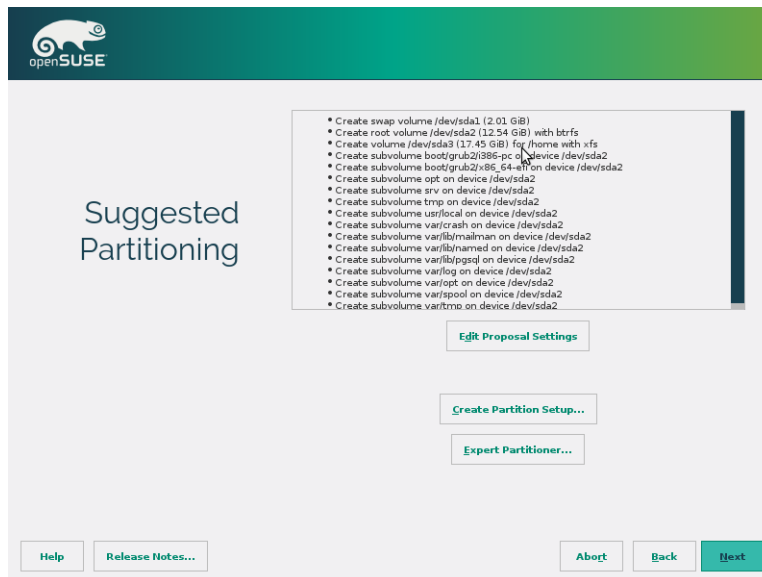 openSUSE
Suggested
Partitioning
• Create swap volume /dev/sda1 (2.01 GiB)
• Create root volume /dev/sda2 (12.54 GiB) with btrfs
• Create volume /dev/sda3 (17.45 GiB) for /home with xfs
• Create subvolume boot/grub2/i386-pc on device /dev/sda2
• Create subvolume boot/grub2/x86_64-efi on device /dev/sda2
• Create subvolume opt on device /dev/sda2
• Create subvolume srv on device /dev/sda2
• Create subvolume tmp on device /dev/sda2
• Create subvolume usr/local on device /dev/sda2
• Create subvolume var/crash on device /dev/sda2
• Create subvolume var/lib/mailman on device /dev/sda2
• Create subvolume var/lib/named on device /dev/sda2
• Create subvolume var/lib/pgsql on device /dev/sda2
• Create subvolume var/log on device /dev/sda2
• Create subvolume var/opt on device /dev/sda2
• Create subvolume var/spool on device /dev/sda2
• Create subvolume var/tmp on device /dev/sda2
Edit Proposal Settings
Create Partition Setup...
Expert Partitioner...
Help
Release Notes...
Abort
Back
Next